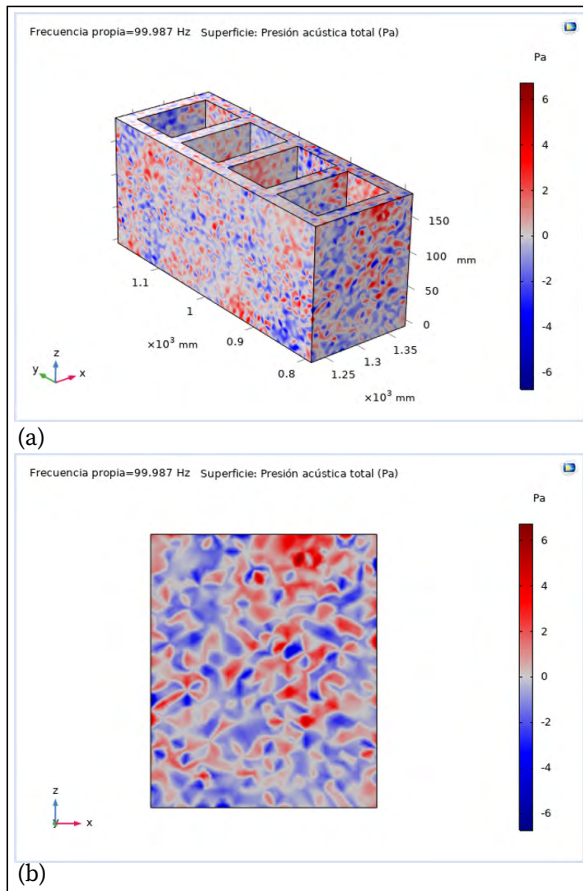 Frecuencia propia=99.987 Hz Superficie: Presión acústica total (Pa)
Pa
6
4
2
0
-2
-4
-6
150
100 mm
50
0
1.1
1
×10³ mm 0.9
0.8
1.35
1.3
1.25
×10³ mm
z
y x
(a)
Frecuencia propia=99.987 Hz Superficie: Presión acústica total (Pa)
Pa
6
4
2
0
-2
-4
-6
z
y x
(b)